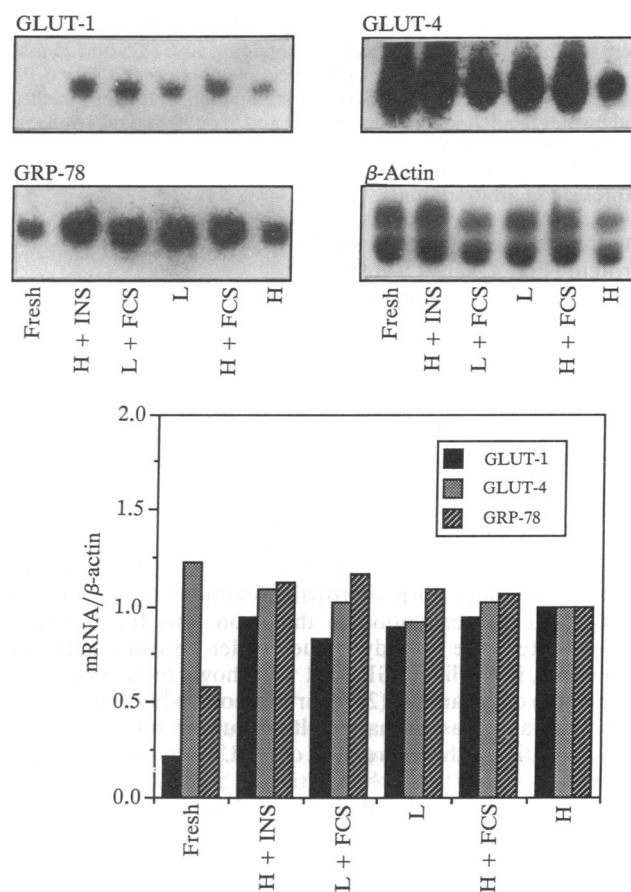 GLUT-1
GLUT-4
GRP-78
β-Actin
Fresh
H + INS
L + FCS
L
H + FCS
H
Fresh
H + INS
L + FCS
L
H + FCS
H
2.0
1.5
1.0
0.5
0.0
mRNA/β-actin
GLUT-1
GLUT-4
GRP-78
Fresh
H + INS
L + FCS
L
H + FCS
H